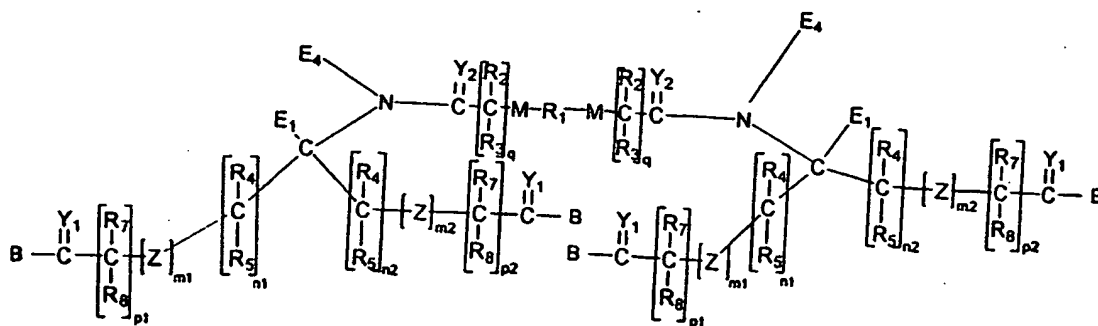 E4 E4
Y2 R2 R2 Y2
N C C M R1 M C C N
E1 R3 q R3 q E1
C C
R4 R4 R7 Y1 R4 R4 R7 Y1
C C Z m2 C C B C C Z m2 C C B
R5 n1 R5 n2 R8 p2 R5 n1 R5 n2 R8 p2
Y1 R7 Y1 R7
B C C Z m1 B C C Z m1
R8 p1 R8 p1